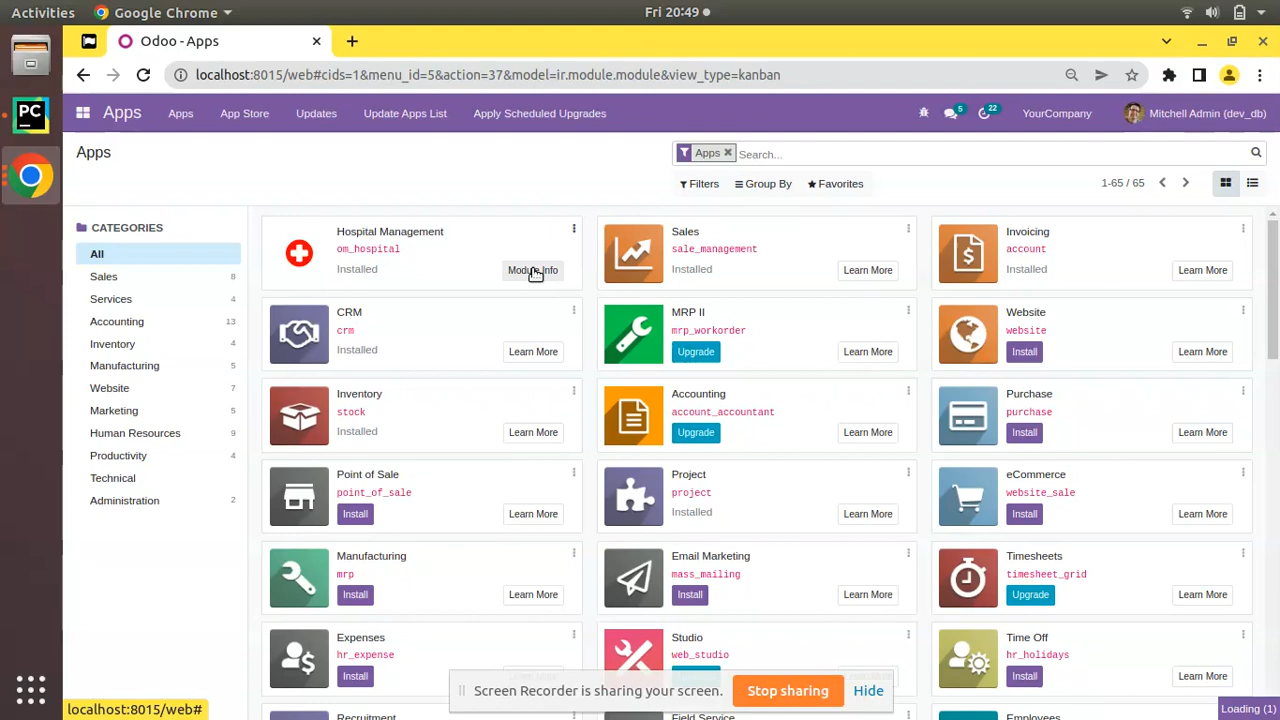 Activities Google Chrome Fri 20:49
Odoo - Apps
localhost:8015/web#cids=1&menu_id=5&action=37&model=ir.module.module&view_type=kanban
Apps Apps App Store Updates Update Apps List Apply Scheduled Upgrades 5 22 YourCompany Mitchell Admin (dev_db)
Apps
Apps Search...
Filters Group By Favorites 1-65 / 65
CATEGORIES
All
Sales 8
Services 4
Accounting 13
Inventory 4
Manufacturing 5
Website 7
Marketing 5
Human Resources 9
Productivity 4
Technical
Administration 2
Hospital Management
om_hospital
Installed Module Info
Sales
sale_management
Installed Learn More
Invoicing
account
Installed Learn More
CRM
crm
Installed Learn More
MRP II
mrp_workorder
Upgrade Learn More
Website
website
Install Learn More
Inventory
stock
Installed Learn More
Accounting
account_accountant
Upgrade Learn More
Purchase
purchase
Install Learn More
Point of Sale
point_of_sale
Install Learn More
Project
project
Installed Learn More
eCommerce
website_sale
Install Learn More
Manufacturing
mrp
Install Learn More
Email Marketing
mass_mailing
Install Learn More
Timesheets
timesheet_grid
Upgrade Learn More
Expenses
hr_expense
Install
Studio
web_studio
Time Off
hr_holidays
Install Learn More
Recruitment
Field Service
Employees
PC
Screen Recorder is sharing your screen. Stop sharing Hide
localhost:8015/web#
Loading (1)